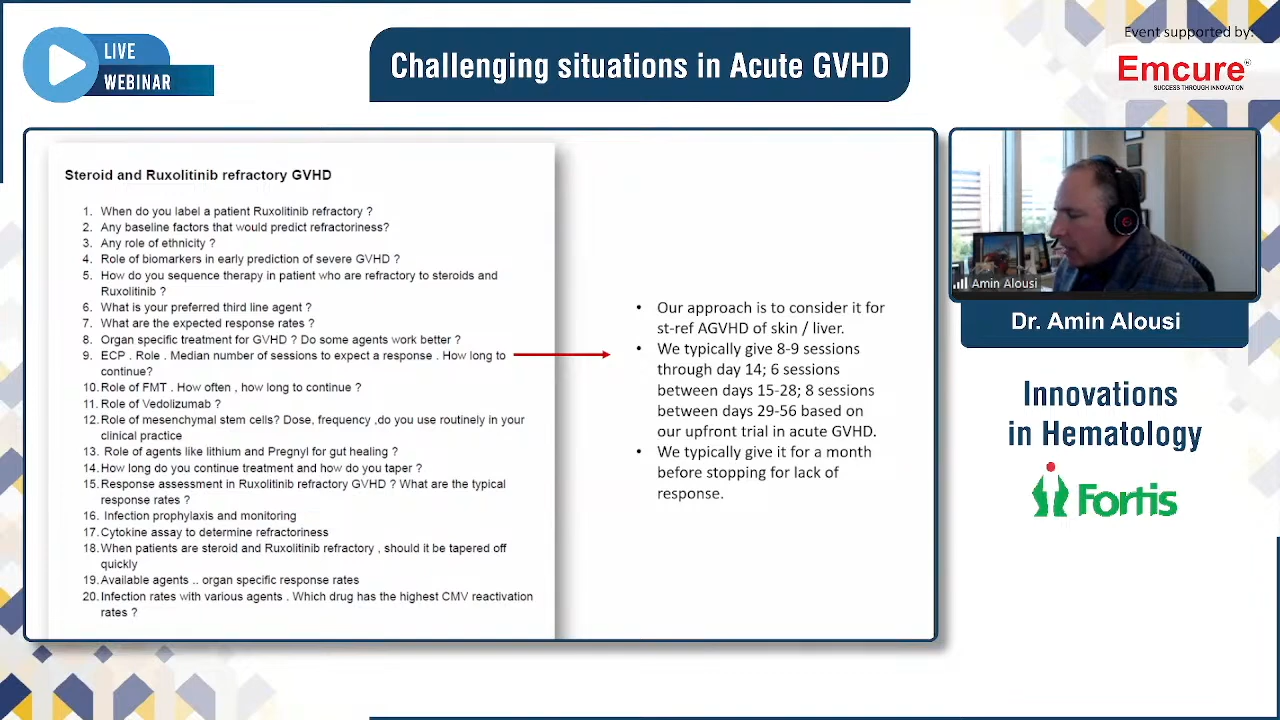 LIVE
WEBINAR
Challenging situations in Acute GVHD
Event supported by:
Emcure®
SUCCESS THROUGH INNOVATION
Steroid and Ruxolitinib refractory GVHD
1. When do you label a patient Ruxolitinib refractory ?
2. Any baseline factors that would predict refractoriness?
3. Any role of ethnicity ?
4. Role of biomarkers in early prediction of severe GVHD ?
5. How do you sequence therapy in patient who are refractory to steroids and
Ruxolitinib ?
6. What is your preferred third line agent ?
7. What are the expected response rates ?
8. Organ specific treatment for GVHD ? Do some agents work better ?
9. ECP . Role . Median number of sessions to expect a response . How long to
continue?
10. Role of FMT . How often , how long to continue ?
11. Role of Vedolizumab ?
12. Role of mesenchymal stem cells? Dose, frequency ,do you use routinely in your
clinical practice
13. Role of agents like lithium and Pregnyl for gut healing ?
14. How long do you continue treatment and how do you taper ?
15. Response assessment in Ruxolitinib refractory GVHD ? What are the typical
response rates ?
16. Infection prophylaxis and monitoring
17. Cytokine assay to determine refractoriness
18. When patients are steroid and Ruxolitinib refractory , should it be tapered off
quickly
19. Available agents .. organ specific response rates
20. Infection rates with various agents . Which drug has the highest CMV reactivation
rates ?
• Our approach is to consider it for
st-ref AGVHD of skin / liver.
• We typically give 8-9 sessions
through day 14; 6 sessions
between days 15-28; 8 sessions
between days 29-56 based on
our upfront trial in acute GVHD.
• We typically give it for a month
before stopping for lack of
response.
Amin Alousi
Dr. Amin Alousi
Innovations
in Hematology
Fortis